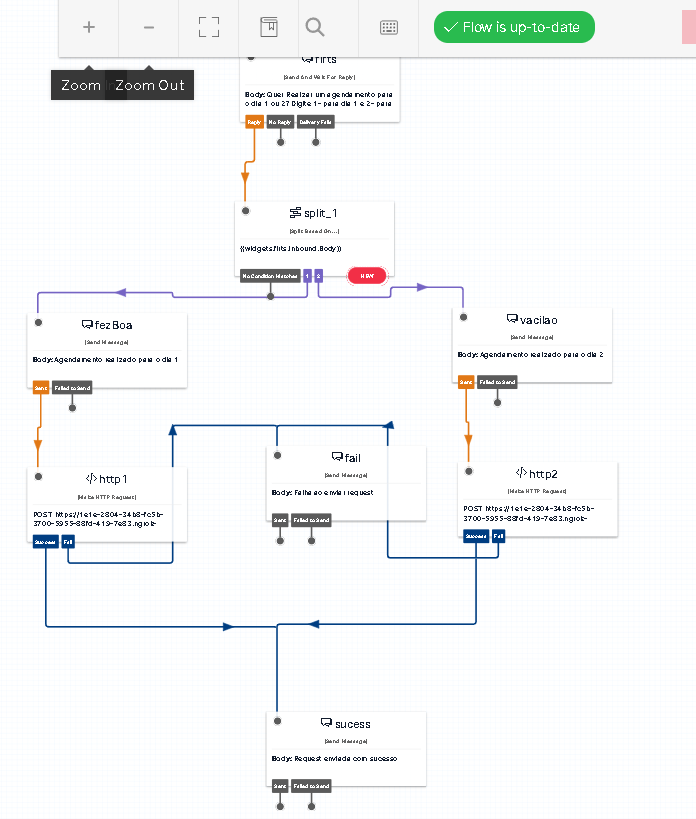 Flow is up-to-date
Zoom In
Zoom Out
firts
(Send And Wait For Reply)
Body: Quer Realizar um agendamento para
o dia 1 ou 2? Digite 1- para dia 1 e 2- para
Reply
No Reply
Delivery Fails
split_1
(Split Based On...)
{{widgets.firts.inbound.Body}}
No Condition Matches
1
2
NEW
fezBoa
(Send Message)
Body: Agendamento realizado para o dia 1
Sent
Failed to Send
vacilao
(Send Message)
Body: Agendamento realizado para o dia 2
Sent
Failed to Send
http1
(Make HTTP Request)
POST https://1e1e-2804-34b8-fc5b-
3700-5955-88fd-419-7e83.ngrok-
Success
Fail
fail
(Send Message)
Body: Falha ao enviar request
Sent
Failed to Send
http2
(Make HTTP Request)
POST https://1e1e-2804-34b8-fc5b-
3700-5955-88fd-419-7e83.ngrok-
Success
Fail
sucess
(Send Message)
Body: Request enviada com sucesso
Sent
Failed to Send